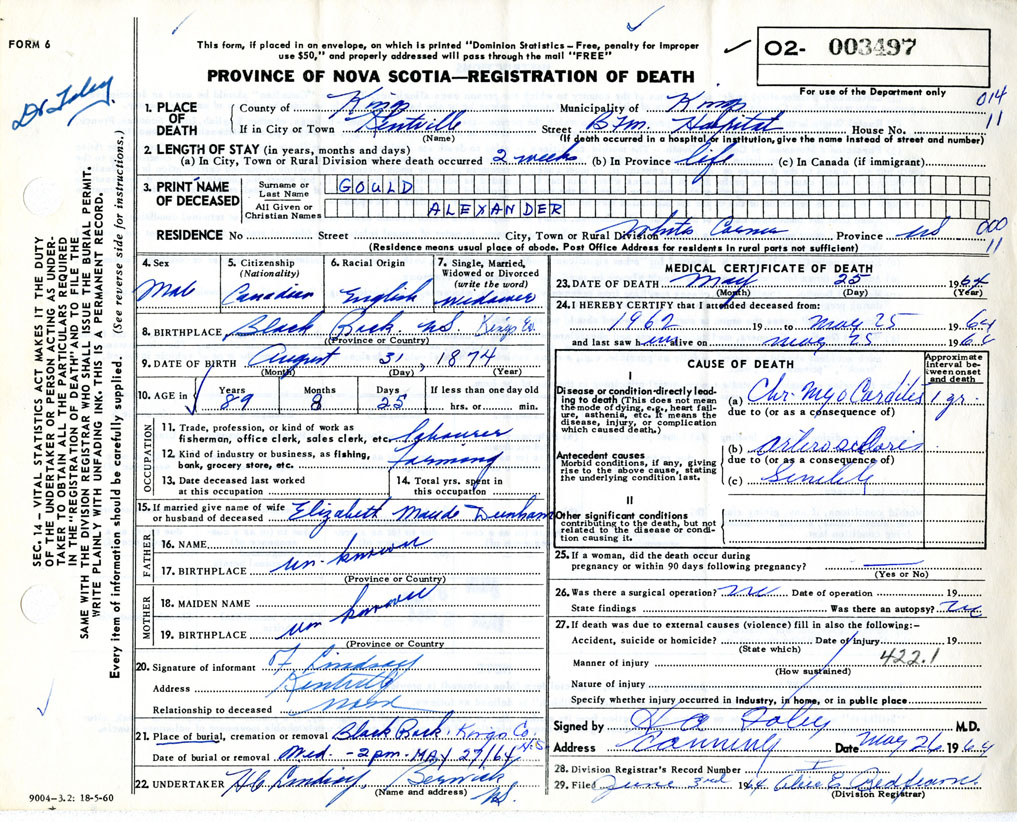 FORM 6
Dr Foley.
This form, if placed in an envelope, on which is printed "Dominion Statistics – Free, penalty for improper
use $50," and properly addressed will pass through the mail "FREE"
PROVINCE OF NOVA SCOTIA—REGISTRATION OF DEATH
O2- 003497
For use of the Department only
014
11
1. PLACE OF DEATH
County of Kings Municipality of Kings
If in City or Town Kentville Street B.F.M. Hospital House No.
(Name) (If death occurred in a hospital or institution, give the name instead of street and number)
2. LENGTH OF STAY (in years, months and days)
(a) In City, Town or Rural Division where death occurred 2 weeks (b) In Province life (c) In Canada (if immigrant)
3. PRINT NAME OF DECEASED
Surname or Last Name GOULD
All Given or Christian Names ALEXANDER
RESIDENCE No Street City, Town or Rural Division Corner Province NS
000
11
(Residence means usual place of abode. Post Office Address for residents in rural parts not sufficient)
4. Sex Male
5. Citizenship (Nationality) Canadian
6. Racial Origin English
7. Single, Married, Widowed or Divorced (write the word) widower
8. BIRTHPLACE Black Rock NS Kings Co.
(Province or Country)
9. DATE OF BIRTH August 31, 1874
(Month) (Day) (Year)
10. AGE in Years 89 Months 8 Days 25 If less than one day old hrs. or min.
OCCUPATION
11. Trade, profession, or kind of work as
fisherman, office clerk, sales clerk, etc. Labourer
12. Kind of industry or business, as fishing,
bank, grocery store, etc. Farming
13. Date deceased last worked
at this occupation
14. Total yrs. spent in
this occupation
15. If married give name of wife
or husband of deceased Elizabeth Maude Dunham
FATHER
16. NAME
17. BIRTHPLACE un-known
(Province or Country)
MOTHER
18. MAIDEN NAME
19. BIRTHPLACE un known
(Province or Country
20. Signature of informant Lindsay
Address Kentville
Relationship to deceased none
21. Place of burial, cremation or removal Black Rock, Kings Co. N.S.
Date of burial or removal Wed. - 2pm. MAY 27/64
22. UNDERTAKER Lindsay Berwick
(Name and address) NS.
9004-3.2: 18-5-60
MEDICAL CERTIFICATE OF DEATH
23. DATE OF DEATH May 25 1964
(Month) (Day) (Year)
24. I HEREBY CERTIFY that I attended deceased from:
1962 19 to May 25 1964
and last saw him alive on May 25 1964
CAUSE OF DEATH
Approximate interval between onset and death
I
Disease or condition directly leading to death (This does not mean
the mode of dying, e.g., heart failure, asthenia, etc. It means the
disease, injury, or complication
which caused death.)
(a) Chr. Myocarditis 1 yr.
due to (or as a consequence of)
Antecedent causes
Morbid conditions, if any, giving
rise to the above cause, stating
the underlying condition last.
(b)
due to (or as a consequence of)
(c) Senility
II
Other significant conditions
contributing to the death, but not
related to the disease or condition causing it.
25. If a woman, did the death occur during
pregnancy or within 90 days following pregnancy?
(Yes or No)
26. Was there a surgical operation? no Date of operation 19
State findings Was there an autopsy? no
27. If death was due to external causes (violence) fill in also the following:–
Accident, suicide or homicide? Date of injury 19
(State which)
422.1
Manner of injury
(How sustained)
Nature of injury
Specify whether injury occurred in industry, in home, or in public place
Signed by Foley M.D.
Address Canning Date May 26 1964
28. Division Registrar's Record Number
29. Filed June 3rd 1964 Alice E.
(Division Registrar)
SEC. 14 – VITAL STATISTICS ACT MAKES IT THE DUTY
OF THE UNDERTAKER OR PERSON ACTING AS UNDERTAKER TO OBTAIN ALL THE PARTICULARS REQUIRED
IN THE "REGISTRATION OF DEATH" AND TO FILE THE
SAME WITH THE DIVISION REGISTRAR WHO SHALL ISSUE THE BURIAL PERMIT.
WRITE PLAINLY WITH UNFADING INK. THIS IS A PERMANENT RECORD.
Every item of information should be carefully supplied. (See reverse side for instructions.)